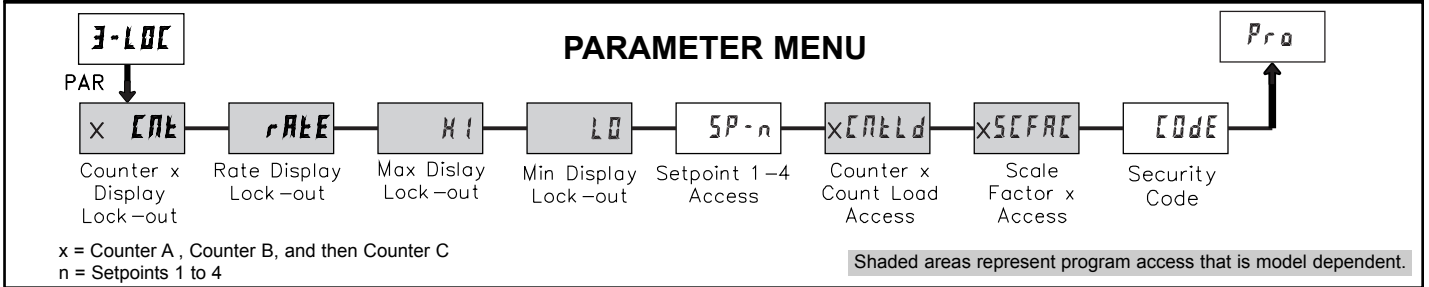 3-LOC
PARAMETER MENU
Pro
PAR
x CNt
rAtE
HI
LO
SP-n
xCNtLd
xSCFAC
COdE
Counter x
Display
Lock-out
Rate Display
Lock-out
Max Dislay
Lock-out
Min Display
Lock-out
Setpoint 1-4
Access
Counter x
Count Load
Access
Scale
Factor x
Access
Security
Code
x = Counter A , Counter B, and then Counter C
n = Setpoints 1 to 4
Shaded areas represent program access that is model dependent.